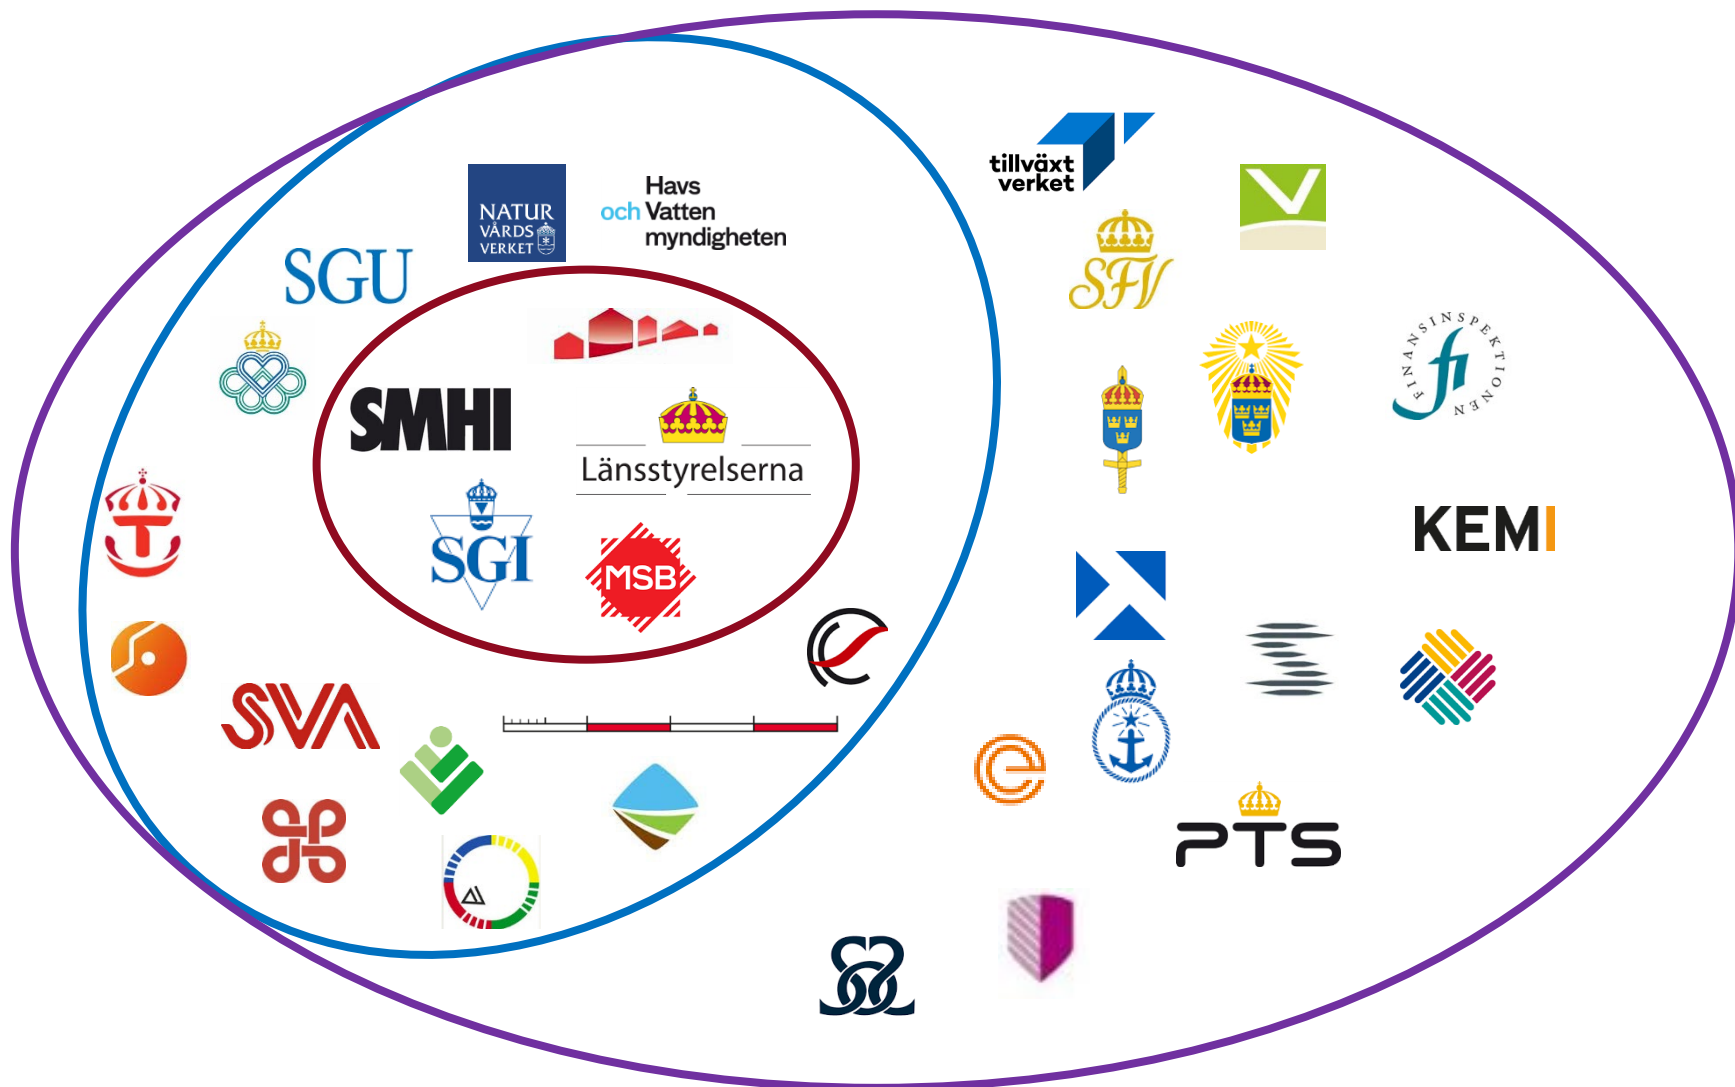 tillväxt
verket
NATUR
VÅRDS
VERKET
Havs
och Vatten
myndigheten
SGU
SFV
FINANSINSPEKTIONEN
fi
SMHI
Länsstyrelserna
T
SGI
MSB
KEMI
SVA
e
PTS